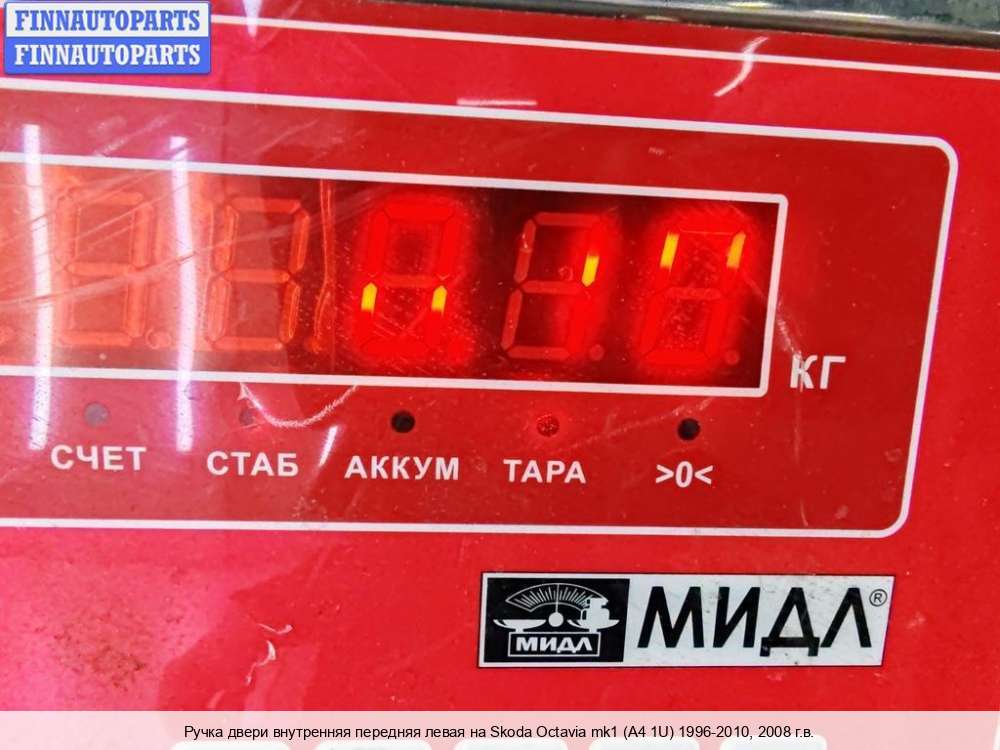 FINNAUTOPARTS
FINNAUTOPARTS
КГ
СЧЕТ СТАБ АККУМ ТАРА >0<
МИДЛ МИДЛ®
Ручка двери внутренняя передняя левая на Skoda Octavia mk1 (A4 1U) 1996-2010, 2008 г.в.